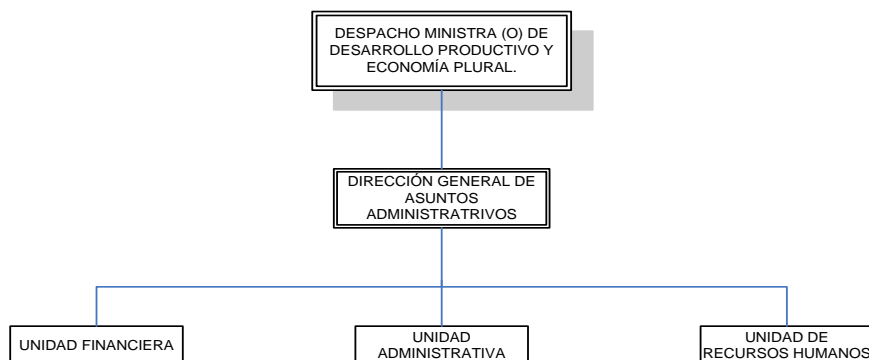 DESPACHO MINISTRA (O) DE
DESARROLLO PRODUCTIVO Y
ECONOMÍA PLURAL.
DIRECCIÓN GENERAL DE
ASUNTOS
ADMINISTRATRIVOS
UNIDAD FINANCIERA
UNIDAD
ADMINISTRATIVA
UNIDAD DE
RECURSOS HUMANOS